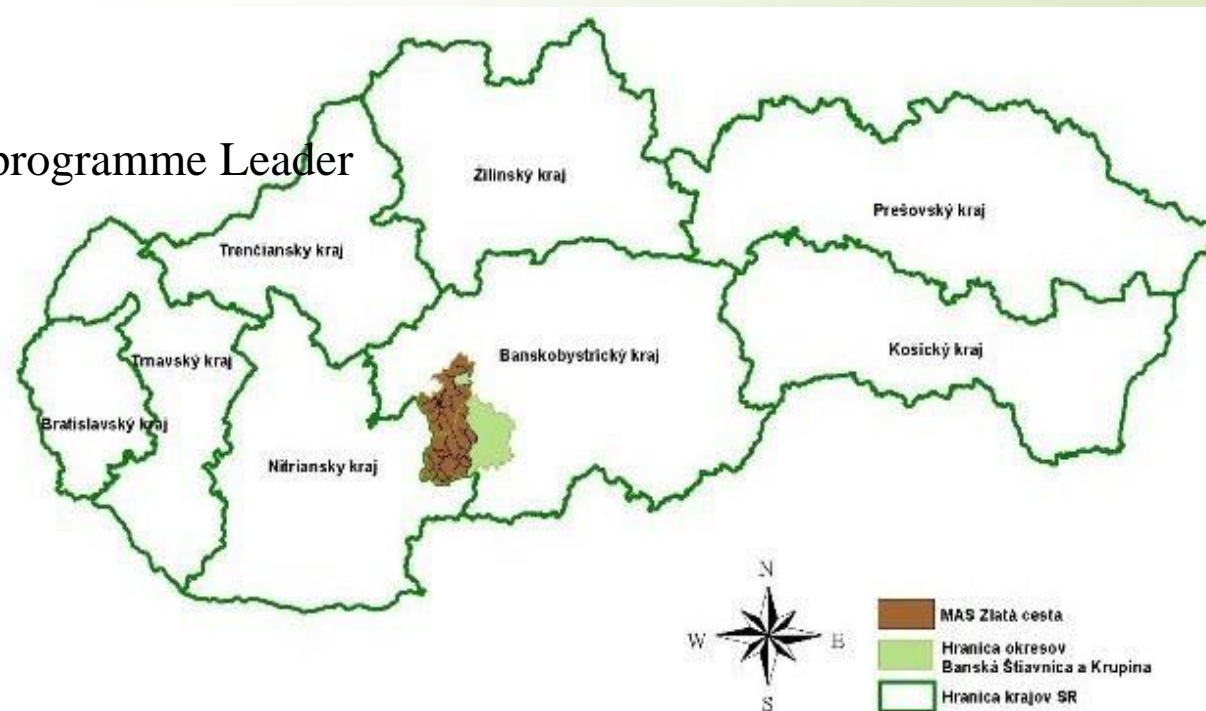 programme Leader
Žilinský kraj
Prešovský kraj
Trenčiansky kraj
Košický kraj
Banskobystrický kraj
Trnavský kraj
Bratislavský kraj
Nitriansky kraj
N
W
E
S
MAS Zlatá cesta
Hranica okresov
Banská Štiavnica a Krupina
Hranica krajov SR